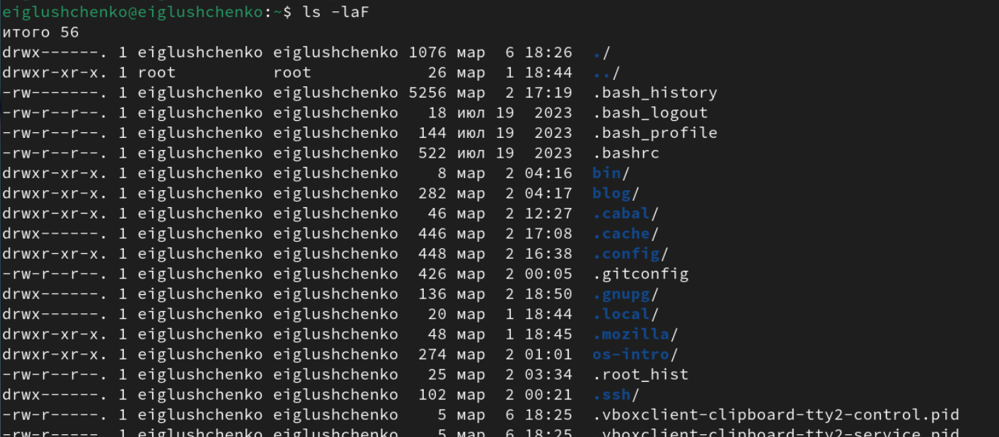 eiglushchenko@eiglushchenko:~$ ls -laF
итого 56
drwx------. 1 eiglushchenko eiglushchenko 1076 мар  6 18:26  ./
drwxr-xr-x. 1 root          root            26 мар  1 18:44  ../
-rw-------. 1 eiglushchenko eiglushchenko 5256 мар  2 17:19  .bash_history
-rw-r--r--. 1 eiglushchenko eiglushchenko   18 июл 19  2023  .bash_logout
-rw-r--r--. 1 eiglushchenko eiglushchenko  144 июл 19  2023  .bash_profile
-rw-r--r--. 1 eiglushchenko eiglushchenko  522 июл 19  2023  .bashrc
drwxr-xr-x. 1 eiglushchenko eiglushchenko    8 мар  2 04:16  bin/
drwxr-xr-x. 1 eiglushchenko eiglushchenko  282 мар  2 04:17  blog/
drwxr-xr-x. 1 eiglushchenko eiglushchenko   46 мар  2 12:27  .cabal/
drwx------. 1 eiglushchenko eiglushchenko  446 мар  2 17:08  .cache/
drwxr-xr-x. 1 eiglushchenko eiglushchenko  448 мар  2 16:38  .config/
-rw-r--r--. 1 eiglushchenko eiglushchenko  426 мар  2 00:05  .gitconfig
drwx------. 1 eiglushchenko eiglushchenko  136 мар  2 18:50  .gnupg/
drwx------. 1 eiglushchenko eiglushchenko   20 мар  1 18:44  .local/
drwxr-xr-x. 1 eiglushchenko eiglushchenko   48 мар  1 18:45  .mozilla/
drwxr-xr-x. 1 eiglushchenko eiglushchenko  274 мар  2 01:01  os-intro/
-rw-r--r--. 1 eiglushchenko eiglushchenko   25 мар  2 03:34  .root_hist
drwx------. 1 eiglushchenko eiglushchenko  102 мар  2 00:21  .ssh/
-rw-r-----. 1 eiglushchenko eiglushchenko    5 мар  6 18:25  .vboxclient-clipboard-tty2-control.pid
-rw-r-----. 1 eiglushchenko eiglushchenko    5 мар  6 18:25  .vboxclient-clipboard-tty2-service.pid